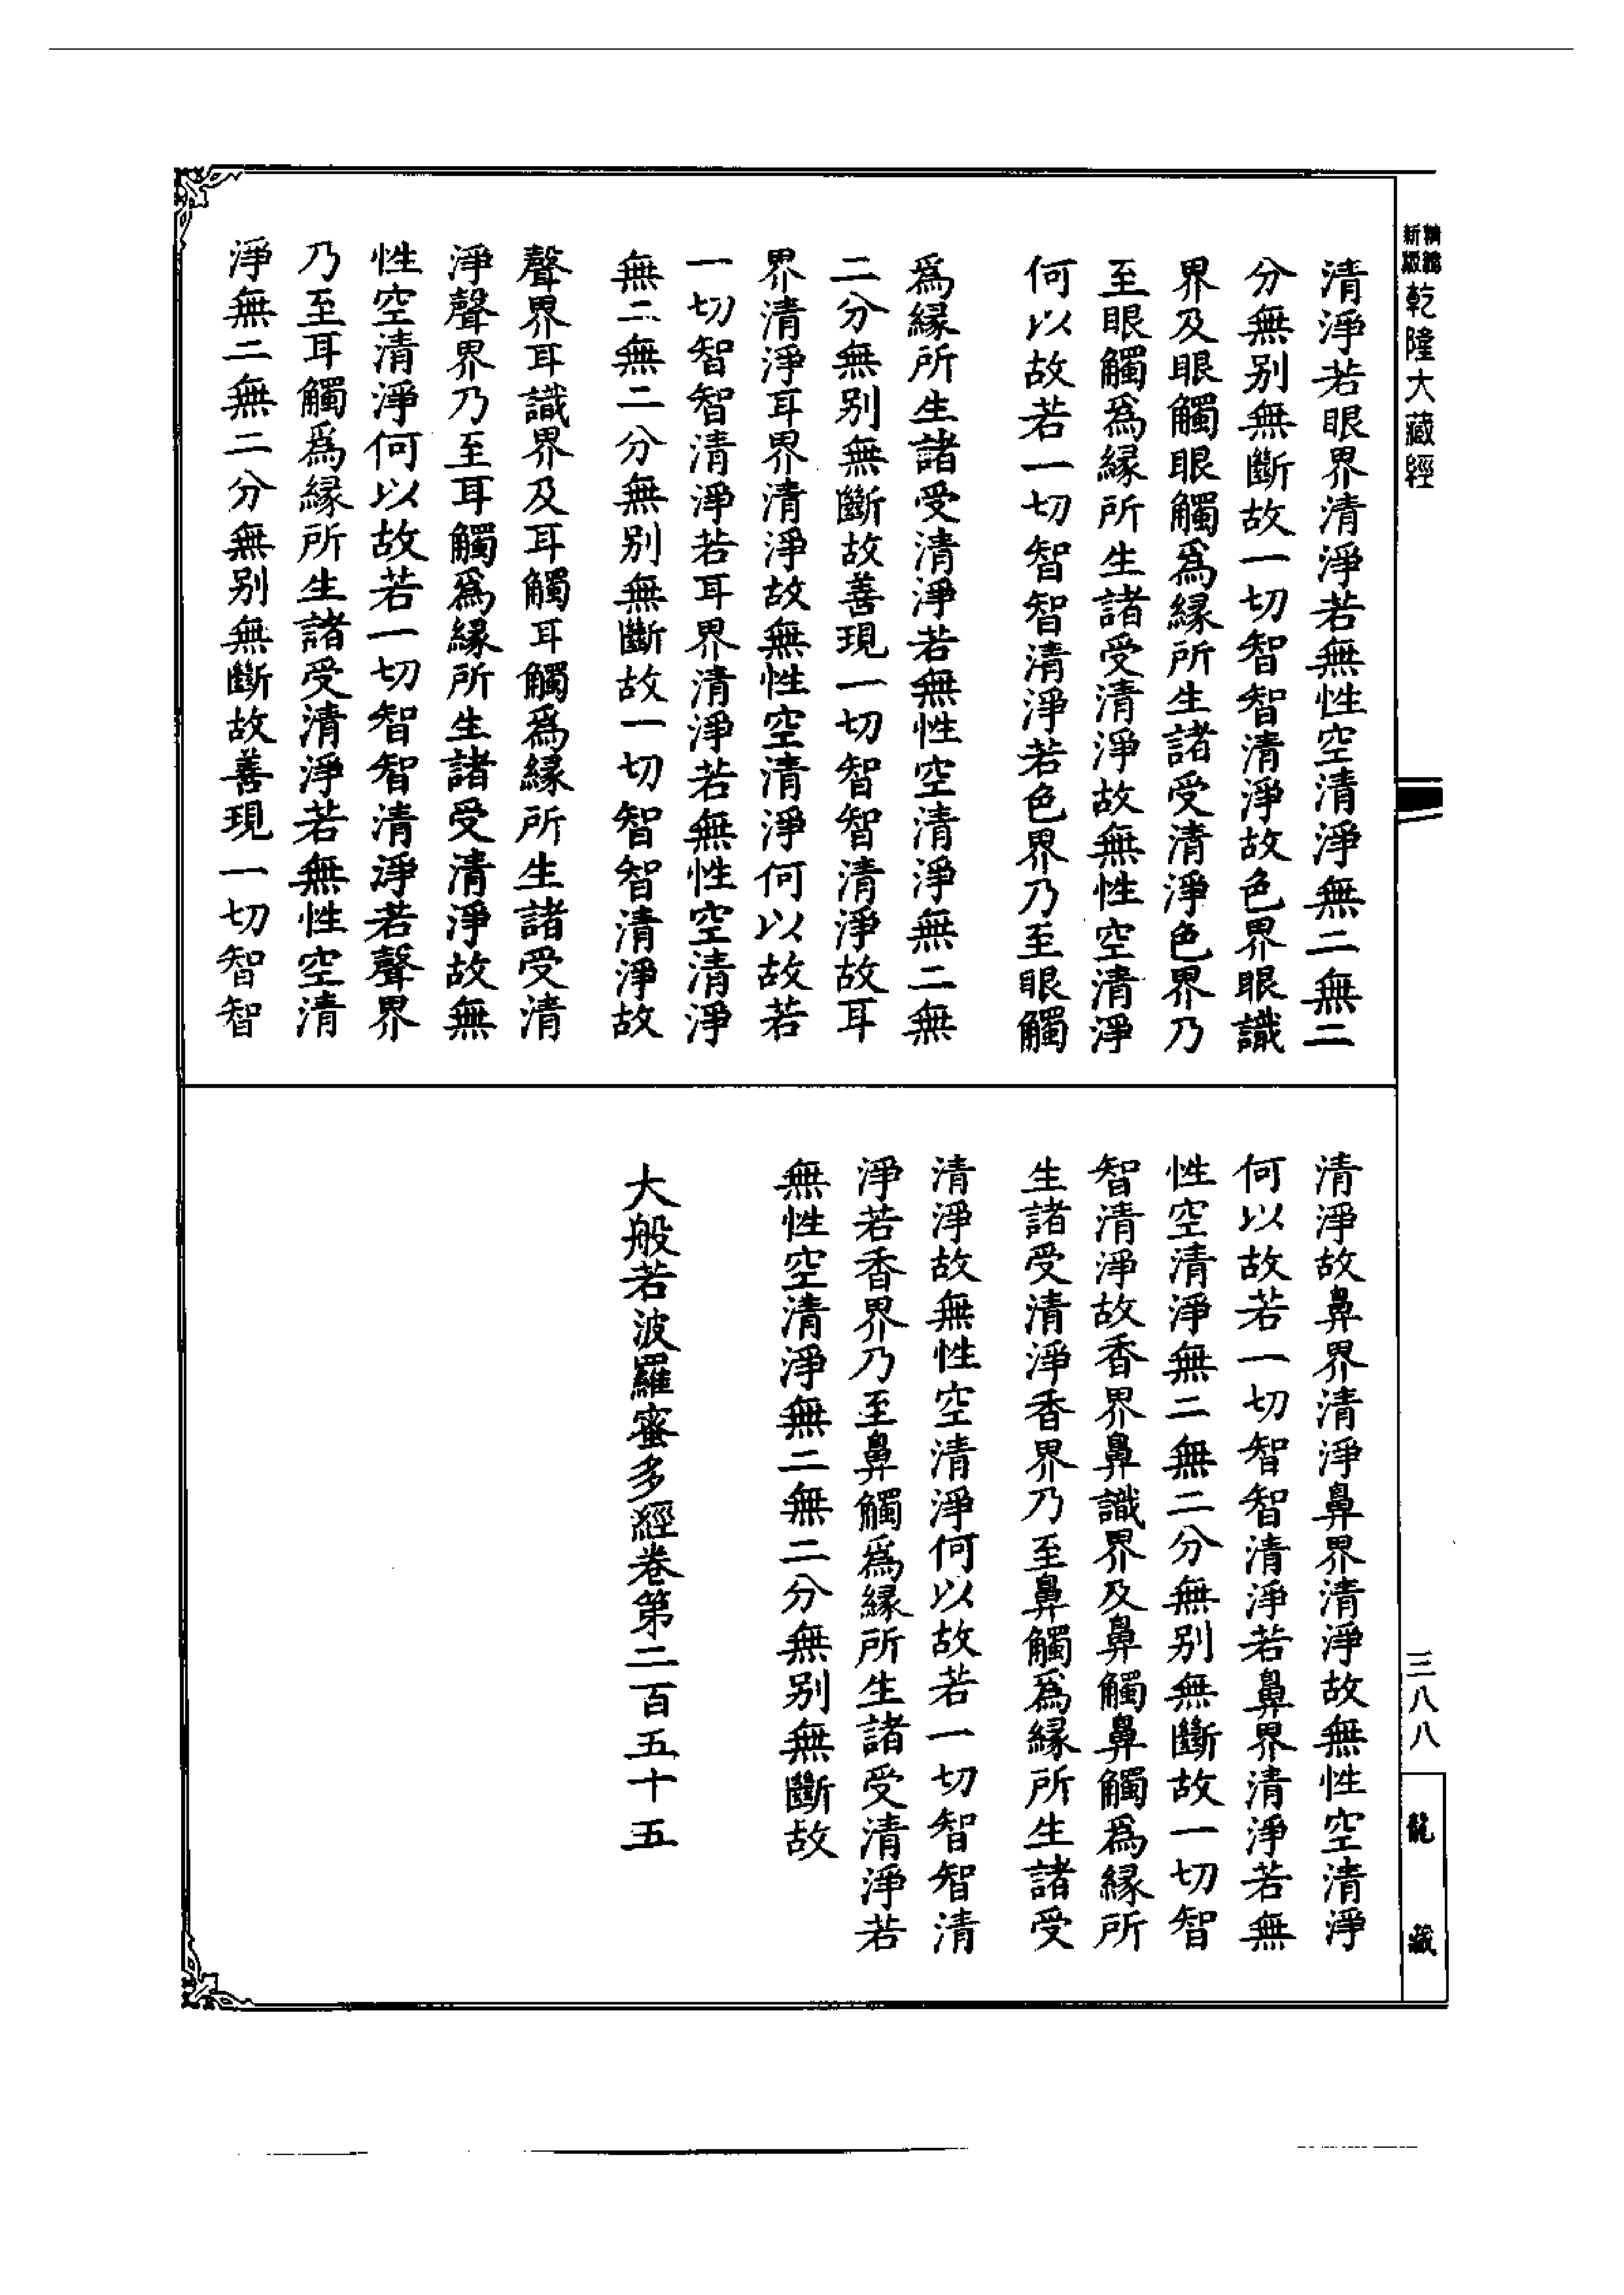 新編
縮版
乾隆大藏經
清淨若眼界清淨若無性空清淨無二無二
分無別無斷故一切智智清淨故色界眼識
界及眼觸眼觸爲緣所生諸受清淨色界乃
至眼觸爲緣所生諸受清淨故無性空清淨
何以故若一切智智清淨若色界乃至眼觸
爲緣所生諸受清淨若無性空清淨無二無
二分無別無斷故善現一切智智清淨故耳
界清淨耳界清淨故無性空清淨何以故若
一切智智清淨若耳界清淨若無性空清淨
無二無二分無別無斷故一切智智清淨故
聲界耳識界及耳觸耳觸爲緣所生諸受清
淨聲界乃至耳觸爲緣所生諸受清淨故無
性空清淨何以故若一切智智清淨若聲界
乃至耳觸爲緣所生諸受清淨若無性空清
淨無二無二分無別無斷故善現一切智智
清淨故鼻界清淨鼻界清淨故無性空清淨
何以故若一切智智清淨若鼻界清淨若無
性空清淨無二無二分無別無斷故一切智
智清淨故香界鼻識界及鼻觸鼻觸爲緣所
生諸受清淨香界乃至鼻觸爲緣所生諸受
清淨故無性空清淨何以故若一切智智清
淨若香界乃至鼻觸爲緣所生諸受清淨若
無性空清淨無二無二分無別無斷故
大般若波羅蜜多經卷第二百五十五
三八八
龍藏